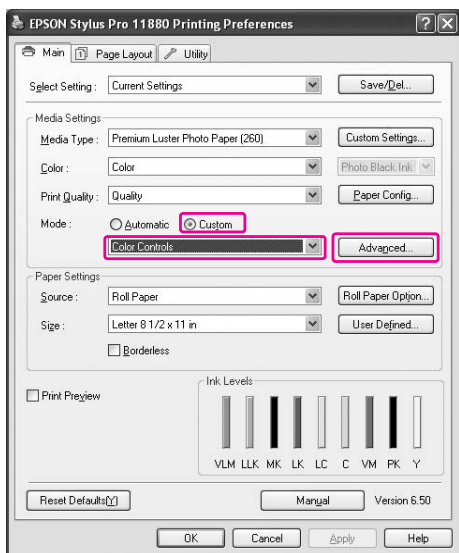 EPSON Stylus Pro 11880 Printing Preferences
Main Page Layout Utility
Select Setting : Current Settings Save/Del...
Media Settings
Media Type : Premium Luster Photo Paper (260) Custom Settings...
Color : Color Photo Black Ink
Print Quality : Quality Paper Config...
Mode : Automatic Custom
Color Controls Advanced...
Paper Settings
Source : Roll Paper Roll Paper Option...
Size : Letter 8 1/2 x 11 in User Defined...
Borderless
Print Preview
Ink Levels
VLM LLK MK LK LC C VM PK Y
Reset Defaults(Y) Manual Version 6.50
OK Cancel Apply Help